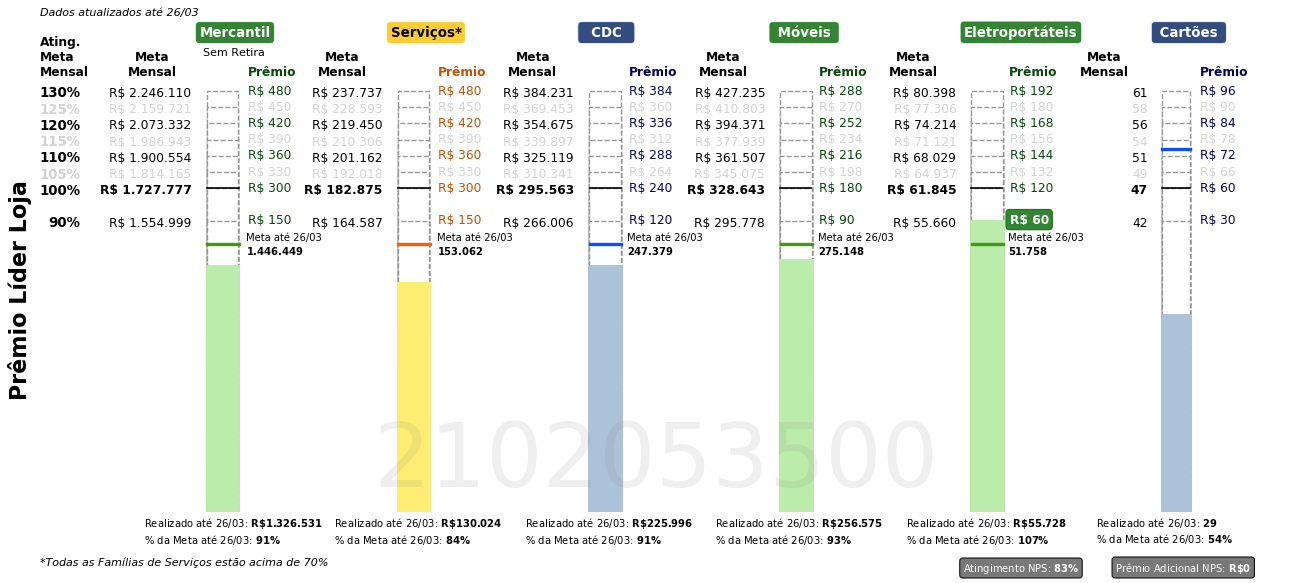 Dados atualizados até 26/03
Mercantil Serviços* CDC Móveis Eletroportáteis Cartões
Sem Retira
Ating. Meta Mensal Meta Mensal Prêmio Meta Mensal Prêmio Meta Mensal Prêmio Meta Mensal Prêmio Meta Mensal Prêmio Meta Mensal Prêmio
130% R$ 2.246.110 R$ 480 R$ 237.737 R$ 480 R$ 384.231 R$ 384 R$ 427.235 R$ 288 R$ 80.398 R$ 192 61 R$ 96
125% R$ 2.159.721 R$ 450 R$ 228.593 R$ 450 R$ 369.453 R$ 360 R$ 410.803 R$ 270 R$ 77.306 R$ 180 58 R$ 90
120% R$ 2.073.332 R$ 420 R$ 219.450 R$ 420 R$ 354.675 R$ 336 R$ 394.371 R$ 252 R$ 74.214 R$ 168 56 R$ 84
115% R$ 1.986.943 R$ 390 R$ 210.306 R$ 390 R$ 339.897 R$ 312 R$ 377.939 R$ 234 R$ 71.121 R$ 156 54 R$ 78
110% R$ 1.900.554 R$ 360 R$ 201.162 R$ 360 R$ 325.119 R$ 288 R$ 361.507 R$ 216 R$ 68.029 R$ 144 51 R$ 72
105% R$ 1.814.165 R$ 330 R$ 192.018 R$ 330 R$ 310.341 R$ 264 R$ 345.075 R$ 198 R$ 64.937 R$ 132 49 R$ 66
100% R$ 1.727.777 R$ 300 R$ 182.875 R$ 300 R$ 295.563 R$ 240 R$ 328.643 R$ 180 R$ 61.845 R$ 120 47 R$ 60
90% R$ 1.554.999 R$ 150 R$ 164.587 R$ 150 R$ 266.006 R$ 120 R$ 295.778 R$ 90 R$ 55.660 R$ 60 42 R$ 30
Meta até 26/03 Meta até 26/03 Meta até 26/03 Meta até 26/03 Meta até 26/03
1.446.449 153.062 247.379 275.148 51.758
Prêmio Líder Loja
2102053500
Realizado até 26/03: R$1.326.531 Realizado até 26/03: R$130.024 Realizado até 26/03: R$225.996 Realizado até 26/03: R$256.575 Realizado até 26/03: R$55.728 Realizado até 26/03: 29
% da Meta até 26/03: 91% % da Meta até 26/03: 84% % da Meta até 26/03: 91% % da Meta até 26/03: 93% % da Meta até 26/03: 107% % da Meta até 26/03: 54%
*Todas as Famílias de Serviços estão acima de 70% Atingimento NPS: 83% Prêmio Adicional NPS: R$0